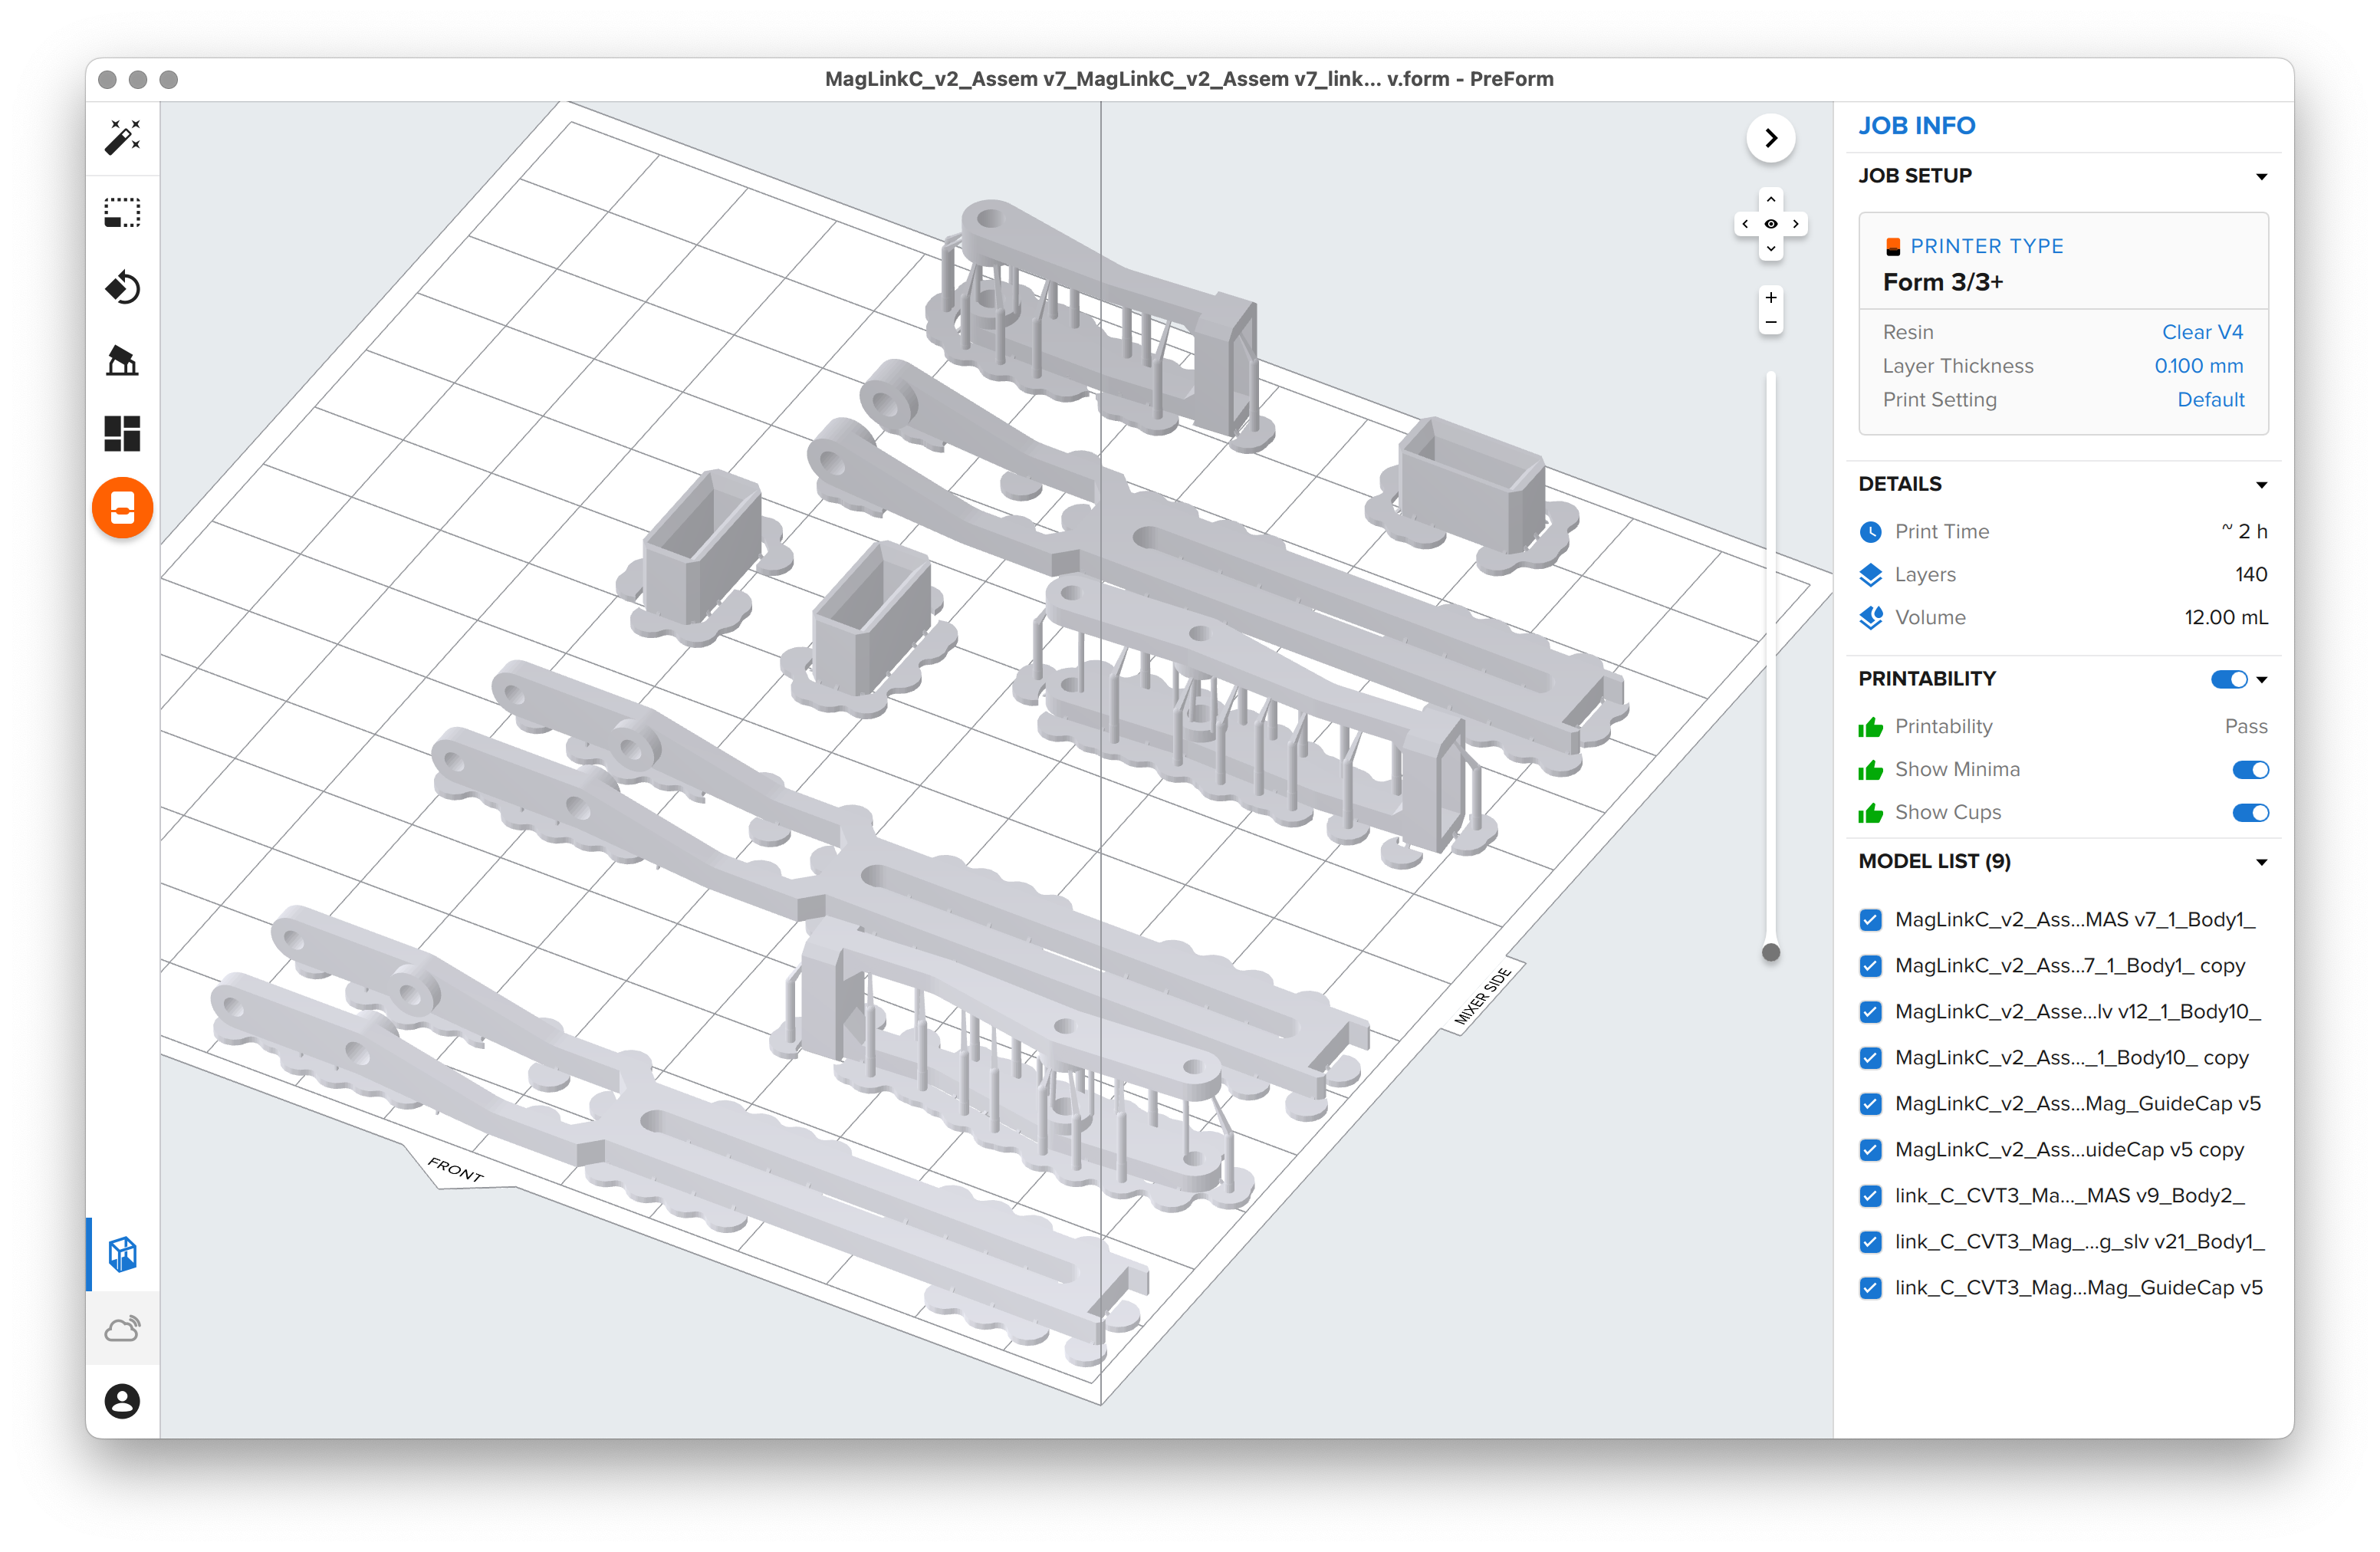 MagLinkC_v2_Assem v7_MagLinkC_v2_Assem v7_link... v.form - PreForm
JOB INFO
JOB SETUP
PRINTER TYPE
Form 3/3+
Resin Clear V4
Layer Thickness 0.100 mm
Print Setting Default
DETAILS
Print Time ~ 2 h
Layers 140
Volume 12.00 mL
PRINTABILITY
Printability Pass
Show Minima
Show Cups
MODEL LIST (9)
MagLinkC_v2_Ass...MAS v7_1_Body1_
MagLinkC_v2_Ass...7_1_Body1_ copy
MagLinkC_v2_Asse...lv v12_1_Body10_
MagLinkC_v2_Ass..._1_Body10_ copy
MagLinkC_v2_Ass...Mag_GuideCap v5
MagLinkC_v2_Ass...uideCap v5 copy
link_C_CVT3_Ma..._MAS v9_Body2_
link_C_CVT3_Mag_...g_slv v21_Body1_
link_C_CVT3_Mag...Mag_GuideCap v5
MIXER SIDE
FRONT